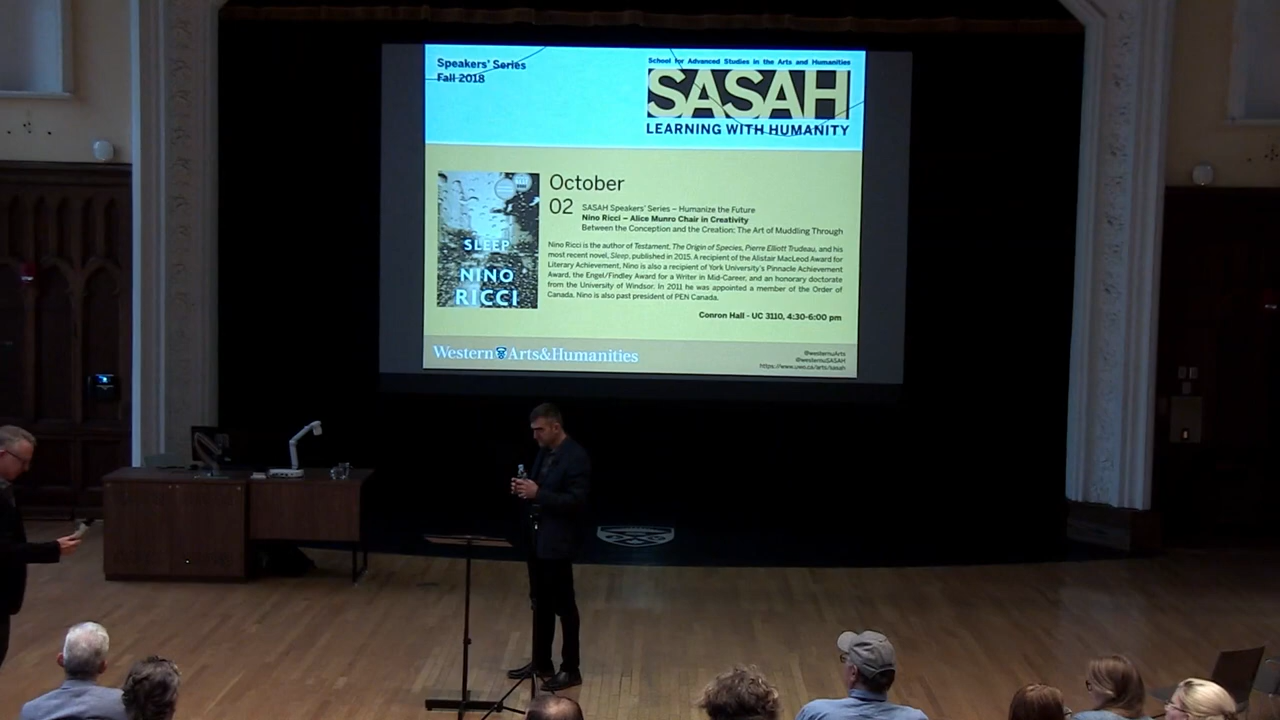 Speakers' Series
Fall 2018
School for Advanced Studies in the Arts and Humanities
SASAH
LEARNING WITH HUMANITY
SLEEP
NINO
RICCI
October
02
SASAH Speakers' Series – Humanize the Future
Nino Ricci – Alice Munro Chair in Creativity
Between the Conception and the Creation; The Art of Muddling Through
Nino Ricci is the author of Testament, The Origin of Species, Pierre Elliott Trudeau, and his
most recent novel, Sleep, published in 2015. A recipient of the Alistair MacLeod Award for
Literary Achievement, Nino is also a recipient of York University's Pinnacle Achievement
Award, the Engel/Findley Award for a Writer in Mid-Career, and an honorary doctorate
from the University of Windsor. In 2011 he was appointed a member of the Order of
Canada. Nino is also past president of PEN Canada.
Conron Hall - UC 3110, 4:30-6:00 pm
Western Arts&Humanities
@westernuArts
@westernuSASAH
https://www.uwo.ca/arts/sasah